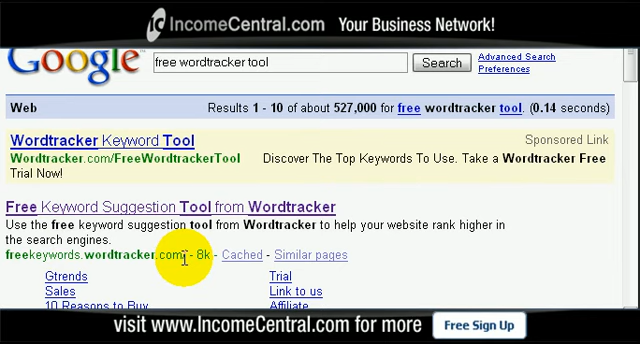 ic IncomeCentral.com Your Business Network!
Google free wordtracker tool Search Advanced Search
Preferences
Web Results 1 - 10 of about 527,000 for free wordtracker tool. (0.14 seconds)
Wordtracker Keyword Tool Sponsored Link
Wordtracker.com/FreeWordtrackerTool Discover The Top Keywords To Use. Take a Wordtracker Free
Trial Now!
Free Keyword Suggestion Tool from Wordtracker
Use the free keyword suggestion tool from Wordtracker to help your website rank higher in
the search engines.
freekeywords.wordtracker.com/ - 8k - Cached - Similar pages
Gtrends Trial
Sales Link to us
10 Reasons to Buy Affiliate
visit www.IncomeCentral.com for more Free Sign Up